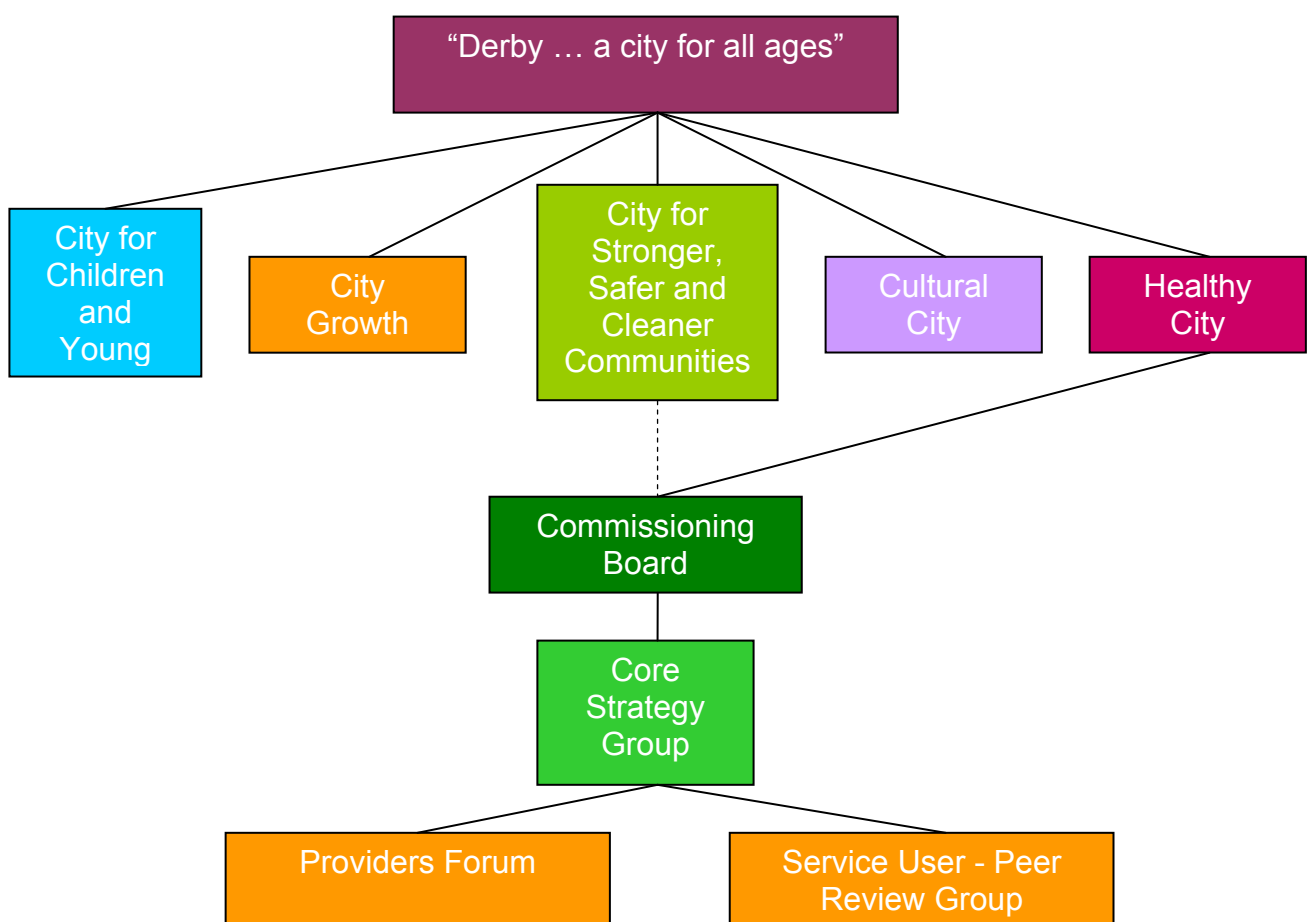 “Derby … a city for all ages”
City for
Children
and
Young
City
Growth
City for
Stronger,
Safer and
Cleaner
Communities
Cultural
City
Healthy
City
Commissioning
Board
Core
Strategy
Group
Providers Forum
Service User - Peer
Review Group